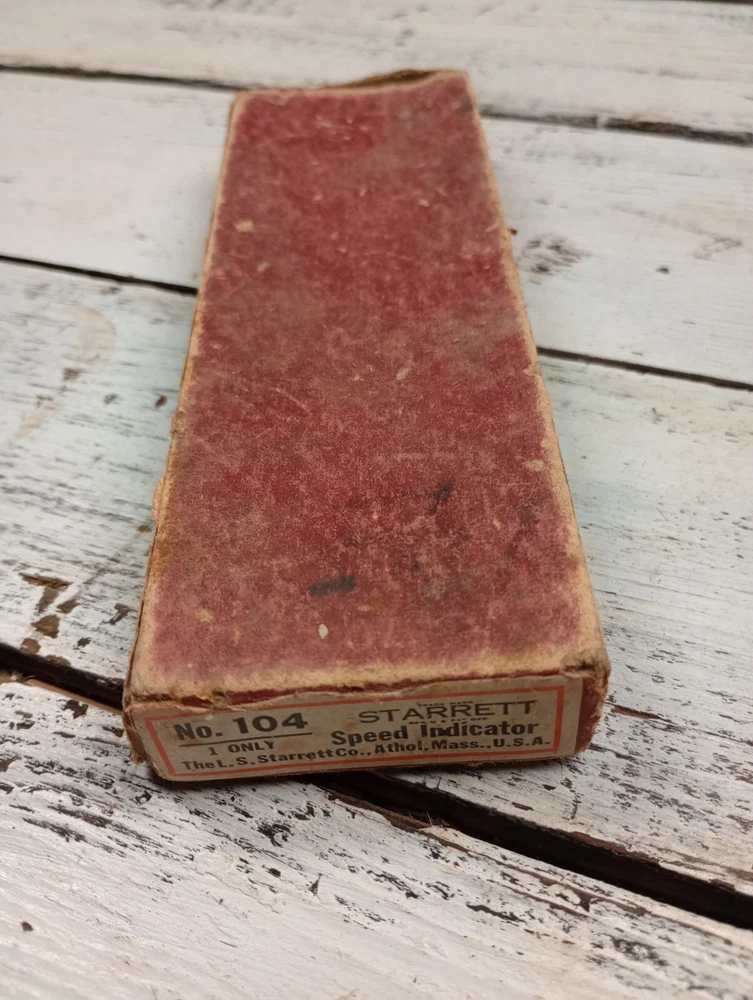 No. 104
1 ONLY
STARRETT
Speed Indicator
The L. S. Starrett Co., Athol, Mass., U. S. A.